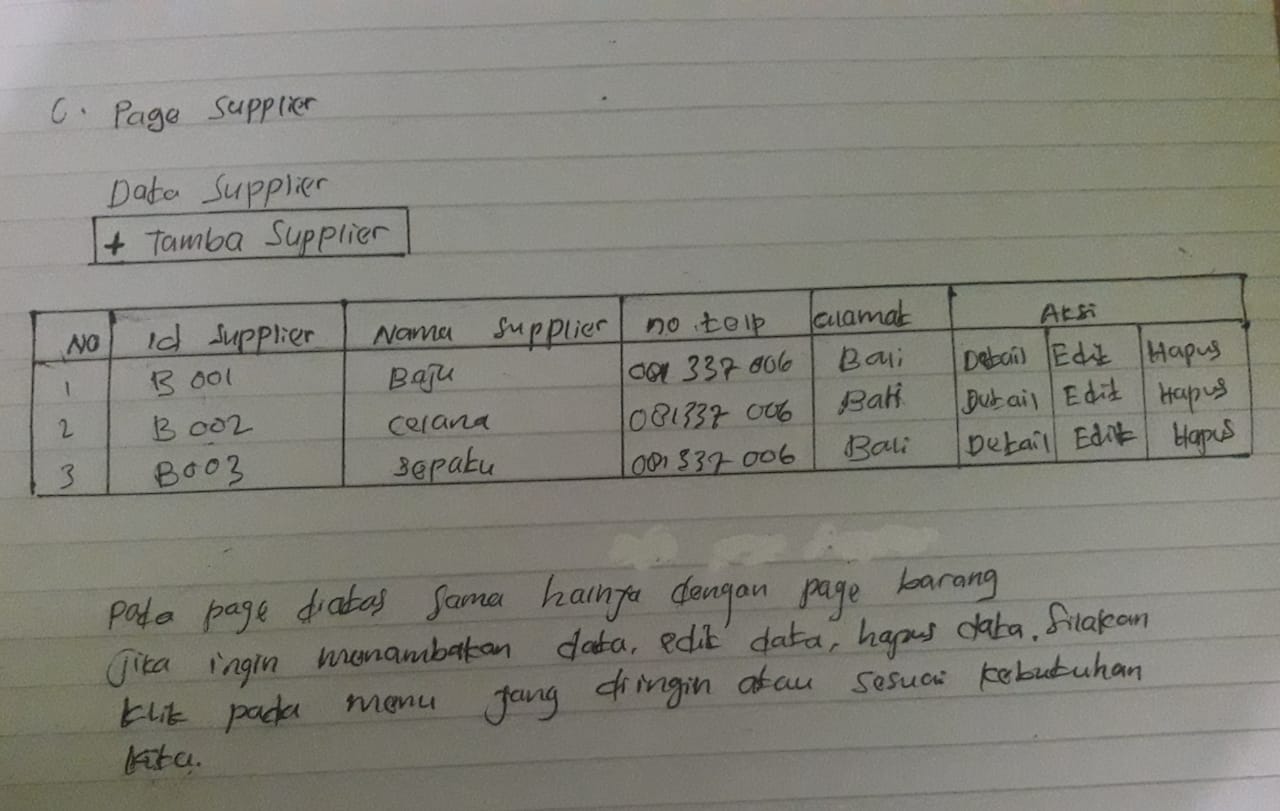 C. Page Supplier
Data Supplier
+ Tamba Supplier
NO Id Supplier Nama Supplier no.telp alamat Aksi
1 B 001 Baju 081 337 006 Bali Detail Edit Hapus
2 B 002 Celana 081337 006 Bali Detail Edit Hapus
3 B003 Sepatu 081 337 006 Bali Detail Edit Hapus
Pada page diatas sama halnya dengan page barang
jika ingin menambakan data, edit data, hapus data. Silakan
klik pada menu yang diingin atau sesuai kebutuhan
kita.